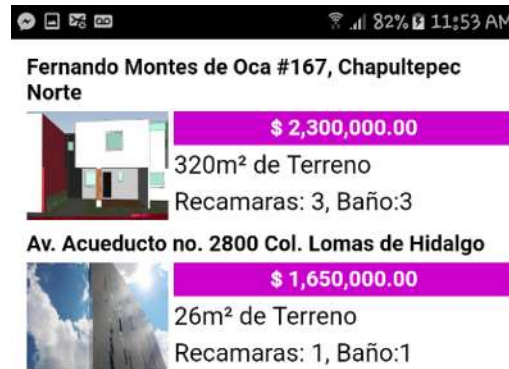 82% 11:53 AM
Fernando Montes de Oca #167, Chapultepec
Norte
$ 2,300,000.00
320m² de Terreno
Recamaras: 3, Baño:3
Av. Acueducto no. 2800 Col. Lomas de Hidalgo
$ 1,650,000.00
26m² de Terreno
Recamaras: 1, Baño:1